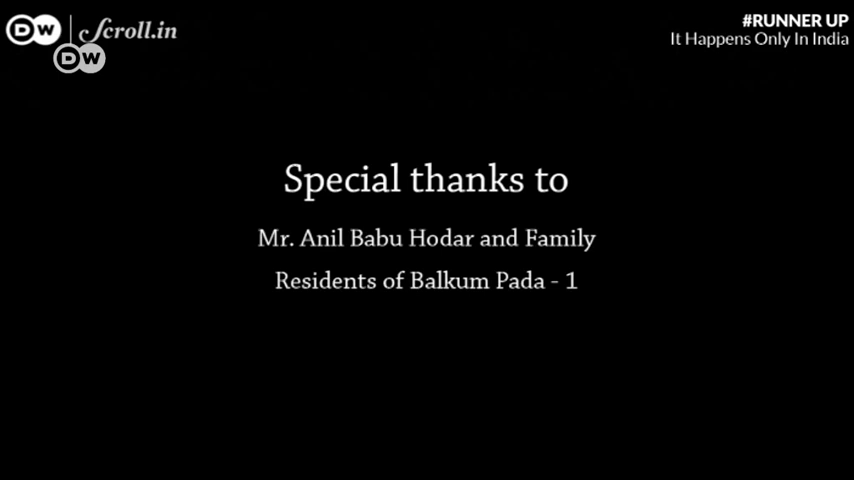 DW Scroll.in
DW
#RUNNER UP
It Happens Only In India
Special thanks to
Mr. Anil Babu Hodar and Family
Residents of Balkum Pada - 1